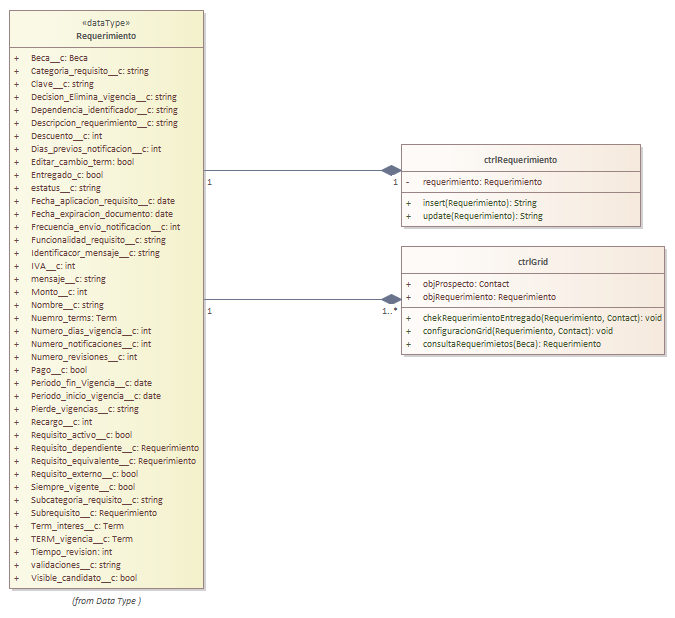 «dataType»
Requerimiento
+ Beca__c: Beca
+ Categoria_requisito__c: string
+ Clave__c: string
+ Decision_Elimina_vigencia__c: string
+ Dependencia_identificador__c: string
+ Descripcion_requerimiento__c: string
+ Descuento__c: int
+ Dias_previos_notificacion__c: int
+ Editar_cambio_term: bool
+ Entregado_c: bool
+ estatus__c: string
+ Fecha_aplicacion_requisito__c: date
+ Fecha_expiracion_documento: date
+ Frecuencia_envio_notificacion__c: int
+ Funcionalidad_requisito__c: string
+ Identificacor_mensaje__c: string
+ IVA__c: int
+ mensaje__c: string
+ Monto__c: int
+ Nombre__c: string
+ Nuemro_terms: Term
+ Numero_dias_vigencia__c: int
+ Numero_notificaciones__c: int
+ Numero_revisiones__c: int
+ Pago__c: bool
+ Periodo_fin_Vigencia__c: date
+ Periodo_inicio_vigencia__c: date
+ Pierde_vigencias__c: string
+ Recargo__c: int
+ Requisito_activo__c: bool
+ Requisito_dependiente__c: Requerimiento
+ Requisito_equivalente__c: Requerimiento
+ Requisito_externo__c: bool
+ Siempre_vigente__c: bool
+ Subcategoria_requisito__c: string
+ Subrequisito__c: Requerimiento
+ Term_interes__c: Term
+ TERM_vigencia__c: Term
+ Tiempo_revision: int
+ validaciones__c: string
+ Visible_candidato__c: bool
(from Data Type )
1
1
ctrlRequerimiento
- requerimiento: Requerimiento
+ insert(Requerimiento): String
+ update(Requerimiento): String
1
1..*
ctrlGrid
+ objProspecto: Contact
+ objRequerimiento: Requerimiento
+ chekRequerimientoEntregado(Requerimiento, Contact): void
+ configuracionGrid(Requerimiento, Contact): void
+ consultaRequerimietos(Beca): Requerimiento